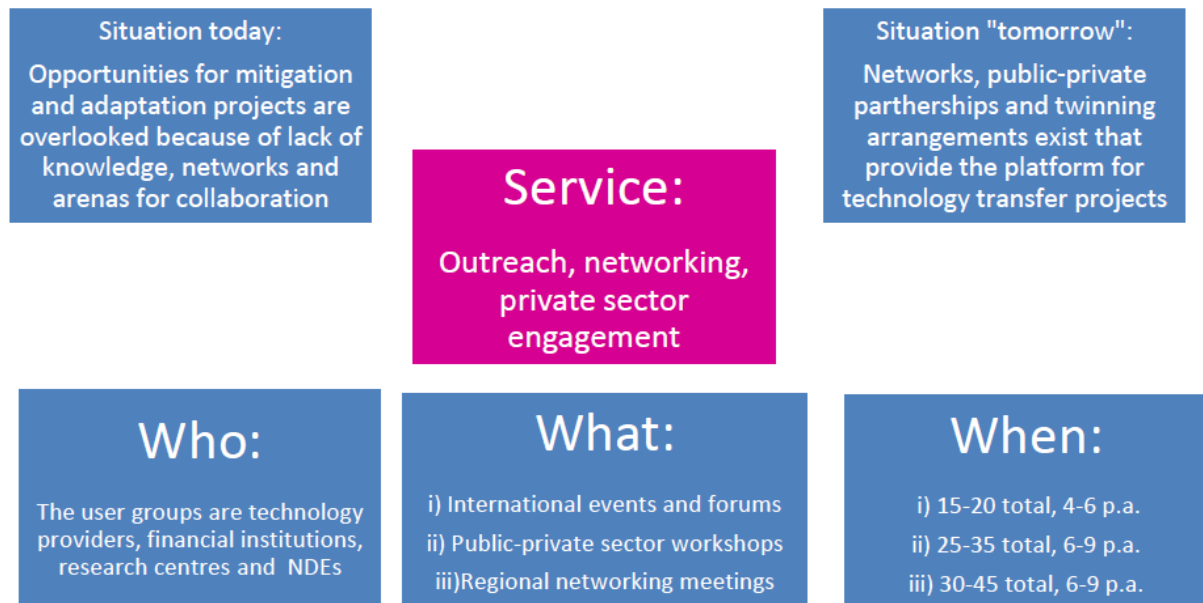 Situation today:
Opportunities for mitigation
and adaptation projects are
overlooked because of lack of
knowledge, networks and
arenas for collaboration
Situation "tomorrow":
Networks, public-private
partherships and twinning
arrangements exist that
provide the platform for
technology transfer projects
Service:
Outreach, networking,
private sector
engagement
Who:
The user groups are technology
providers, financial institutions,
research centres and  NDEs
What:
i) International events and forums
ii) Public-private sector workshops
iii)Regional networking meetings
When:
i) 15-20 total, 4-6 p.a.
ii) 25-35 total, 6-9 p.a.
iii) 30-45 total, 6-9 p.a.